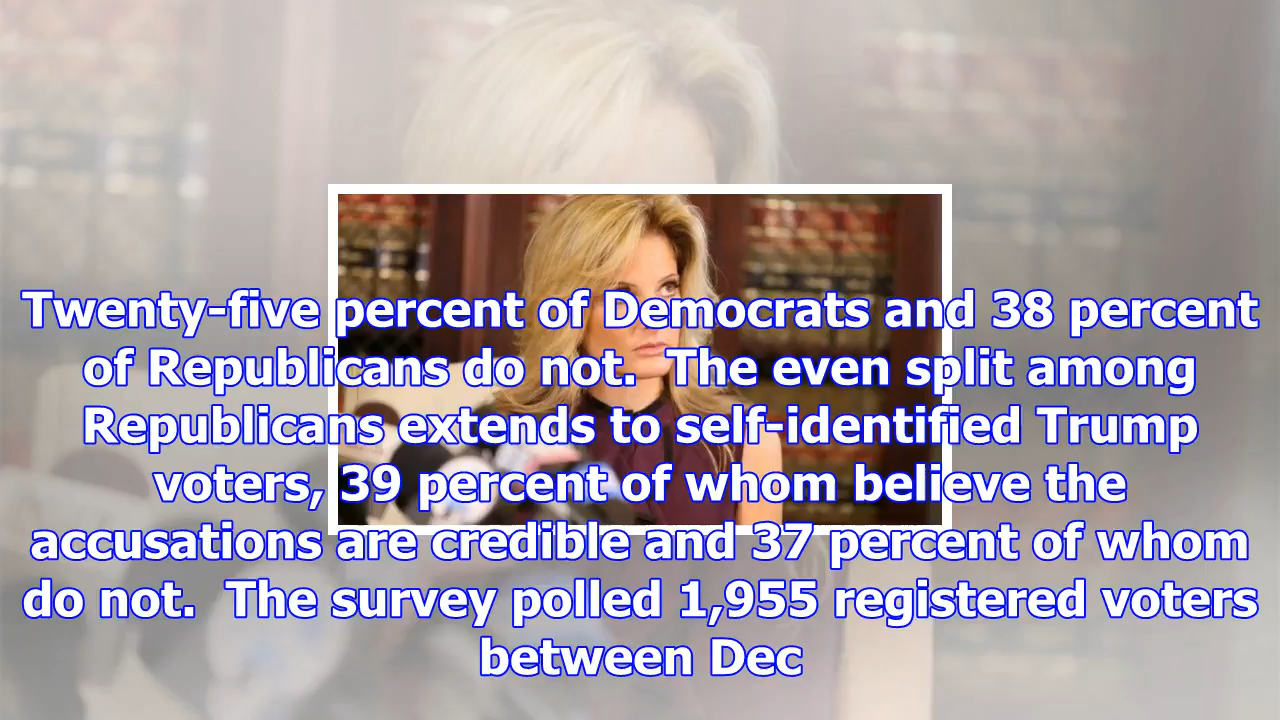 Twenty-five percent of Democrats and 38 percent
of Republicans do not.  The even split among
Republicans extends to self-identified Trump
voters, 39 percent of whom believe the
accusations are credible and 37 percent of whom
do not.  The survey polled 1,955 registered voters
between Dec